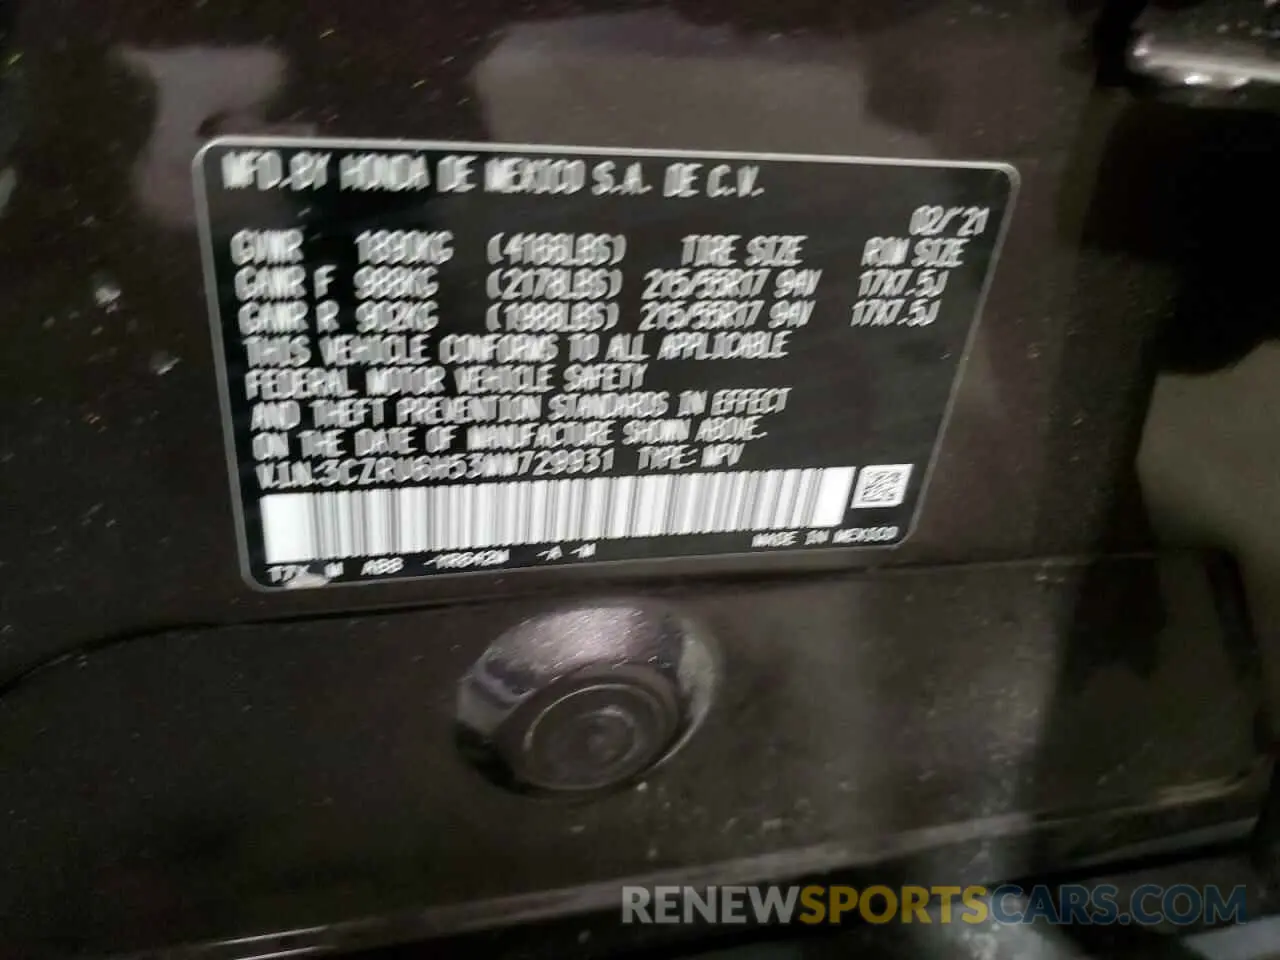 MFD. BY HONDA DE MEXICO S.A. DE C.V.
02/'21
GVWR 1890KG (4166LBS) TIRE SIZE RIM SIZE
GAWR F 988KG (2178LBS) 215/55R17 94V 17X7.5J
GAWR R 902KG (1988LBS) 215/55R17 94V 17X7.5J
THIS VEHICLE CONFORMS TO ALL APPLICABLE
FEDERAL MOTOR VEHICLE SAFETY
AND THEFT PREVENTION STANDARDS IN EFFECT
ON THE DATE OF MANUFACTURE SHOWN ABOVE.
V.I.N.:3CZRU6H53MM729931 TYPE: MPV
T7X M ABB -YR642M -A -M MADE IN MEXICO
RENEWSPORTSCARS.COM